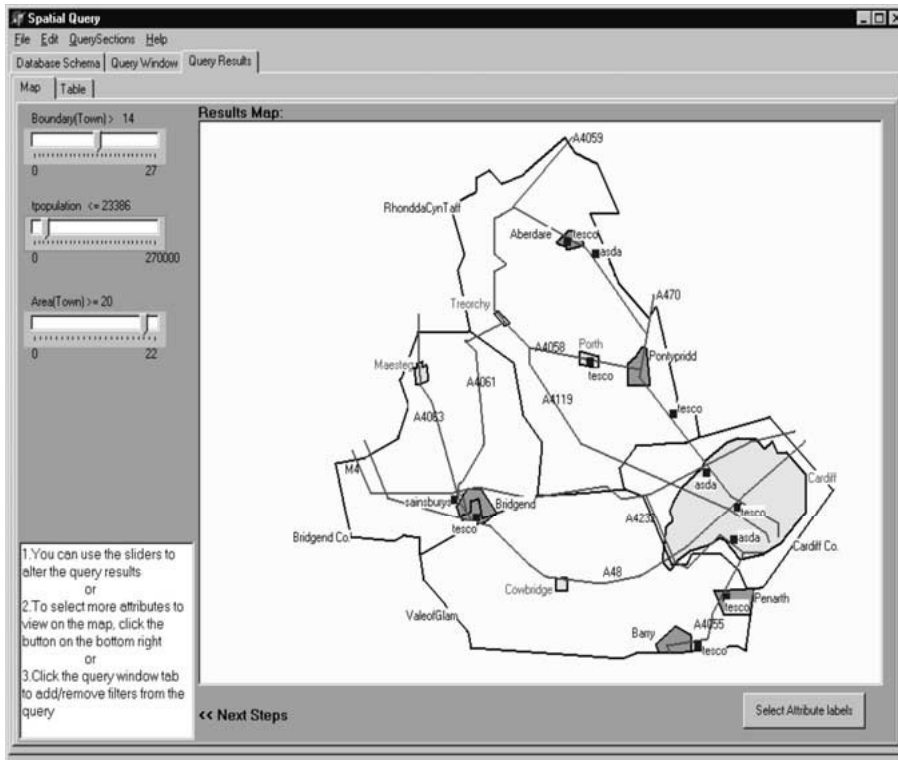 Spatial Query
File Edit QuerySections Help
Database Schema Query Window Query Results
Map Table
Boundary(Town) > 14
0 27
tpopulation <= 23386
0 270000
Area(Town) >= 20
0 22
1.You can use the sliders to
alter the query results
or
2.To select more attributes to
view on the map, click the
button on the bottom right
or
3.Click the query window tab
to add/remove filters from the
query
Results Map:
A4059
RhonddaCynTaff
Aberdare
tesco
asda
A470
Treorchy
A4058
Porth
Pontypridd
tesco
Maesteg
A4061
A4119
A4063
tesco
M4
asda
Cardiff
sainsburys
Bridgend
tesco
A4232
tesco
Bridgend Co.
asda
Cardiff Co.
A48
Cowbridge
Penarth
tesco
ValeofGlam
A4055
Barry
tesco
<< Next Steps
Select Attribute labels